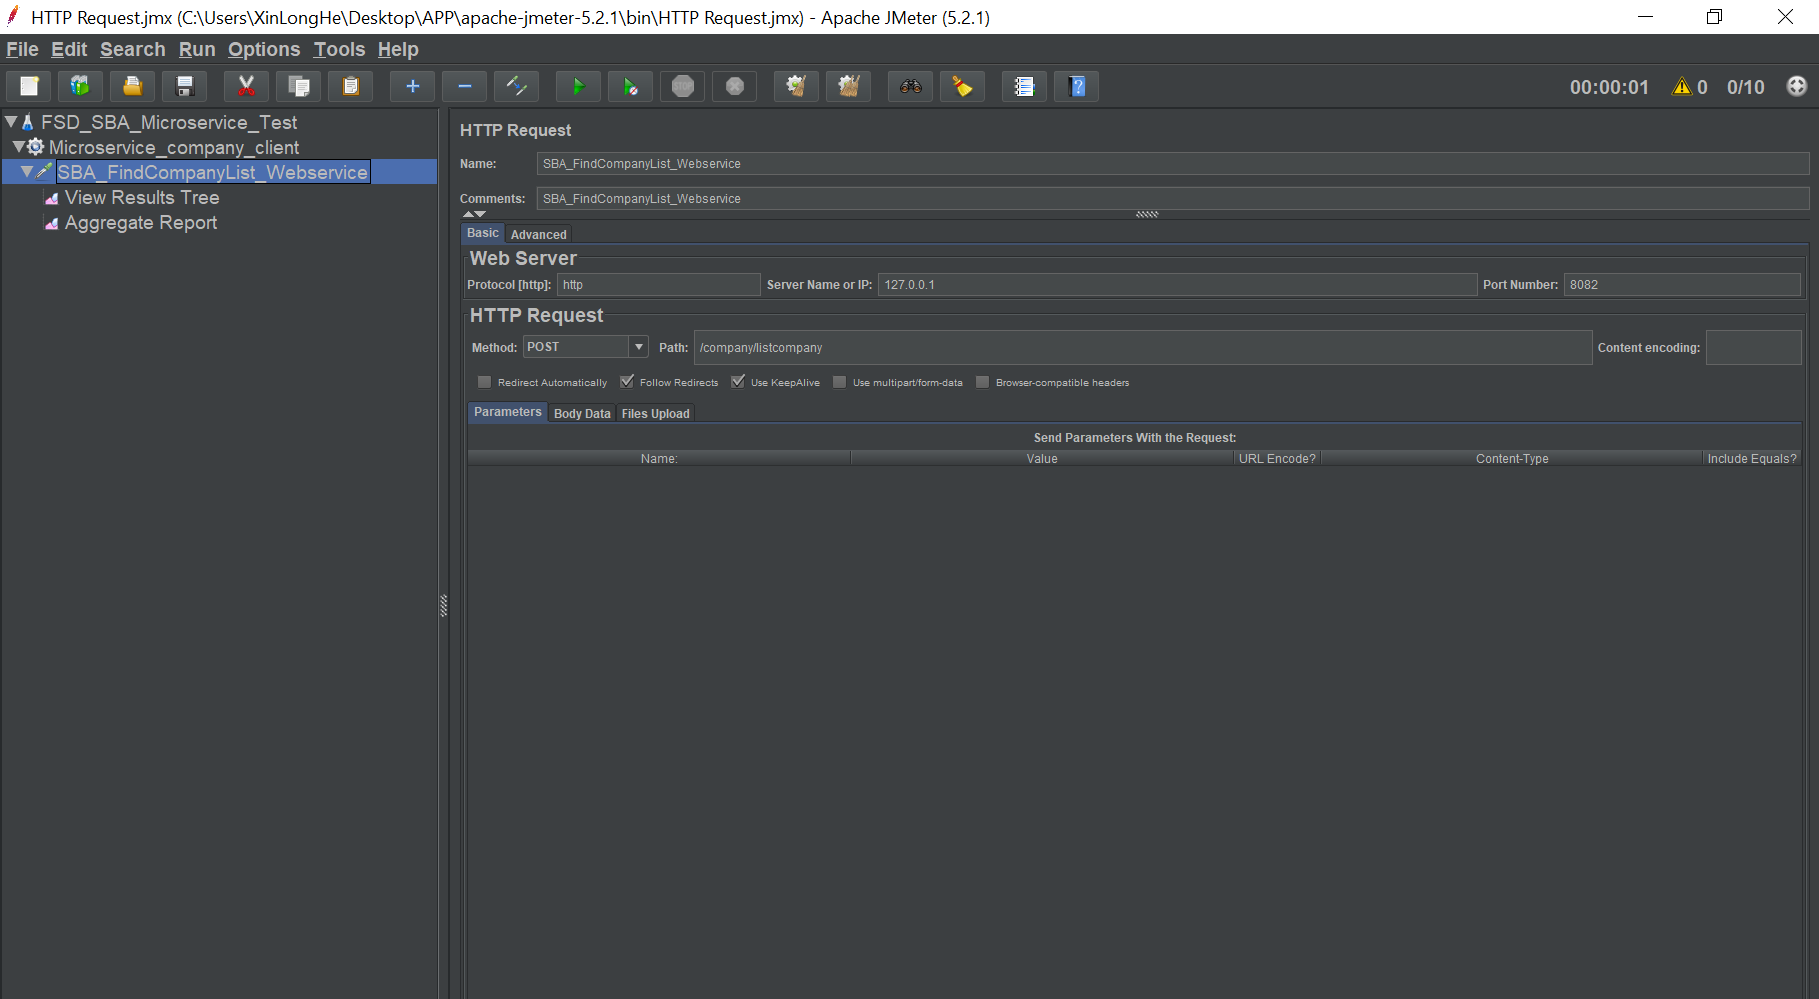 HTTP Request.jmx (C:\Users\XinLongHe\Desktop\APP\apache-jmeter-5.2.1\bin\HTTP Request.jmx) - Apache JMeter (5.2.1)
File Edit Search Run Options Tools Help
STOP
00:00:01 0 0/10
FSD_SBA_Microservice_Test
Microservice_company_client
SBA_FindCompanyList_Webservice
View Results Tree
Aggregate Report
HTTP Request
Name: SBA_FindCompanyList_Webservice
Comments: SBA_FindCompanyList_Webservice
Basic Advanced
Web Server
Protocol [http]: http Server Name or IP: 127.0.0.1 Port Number: 8082
HTTP Request
Method: POST Path: /company/listcompany Content encoding:
Redirect Automatically Follow Redirects Use KeepAlive Use multipart/form-data Browser-compatible headers
Parameters Body Data Files Upload
Send Parameters With the Request:
Name: Value URL Encode? Content-Type Include Equals?